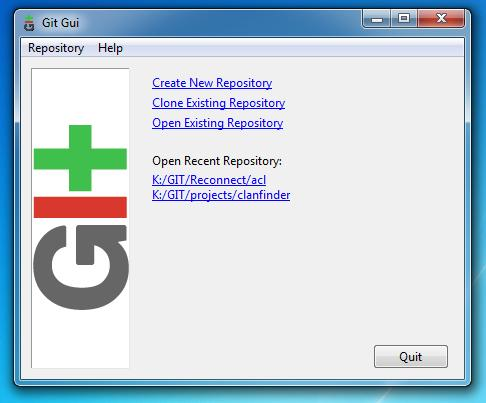 Git Gui
Repository Help
Create New Repository
Clone Existing Repository
Open Existing Repository
Open Recent Repository:
K:/GIT/Reconnect/acl
K:/GIT/projects/clanfinder
Quit